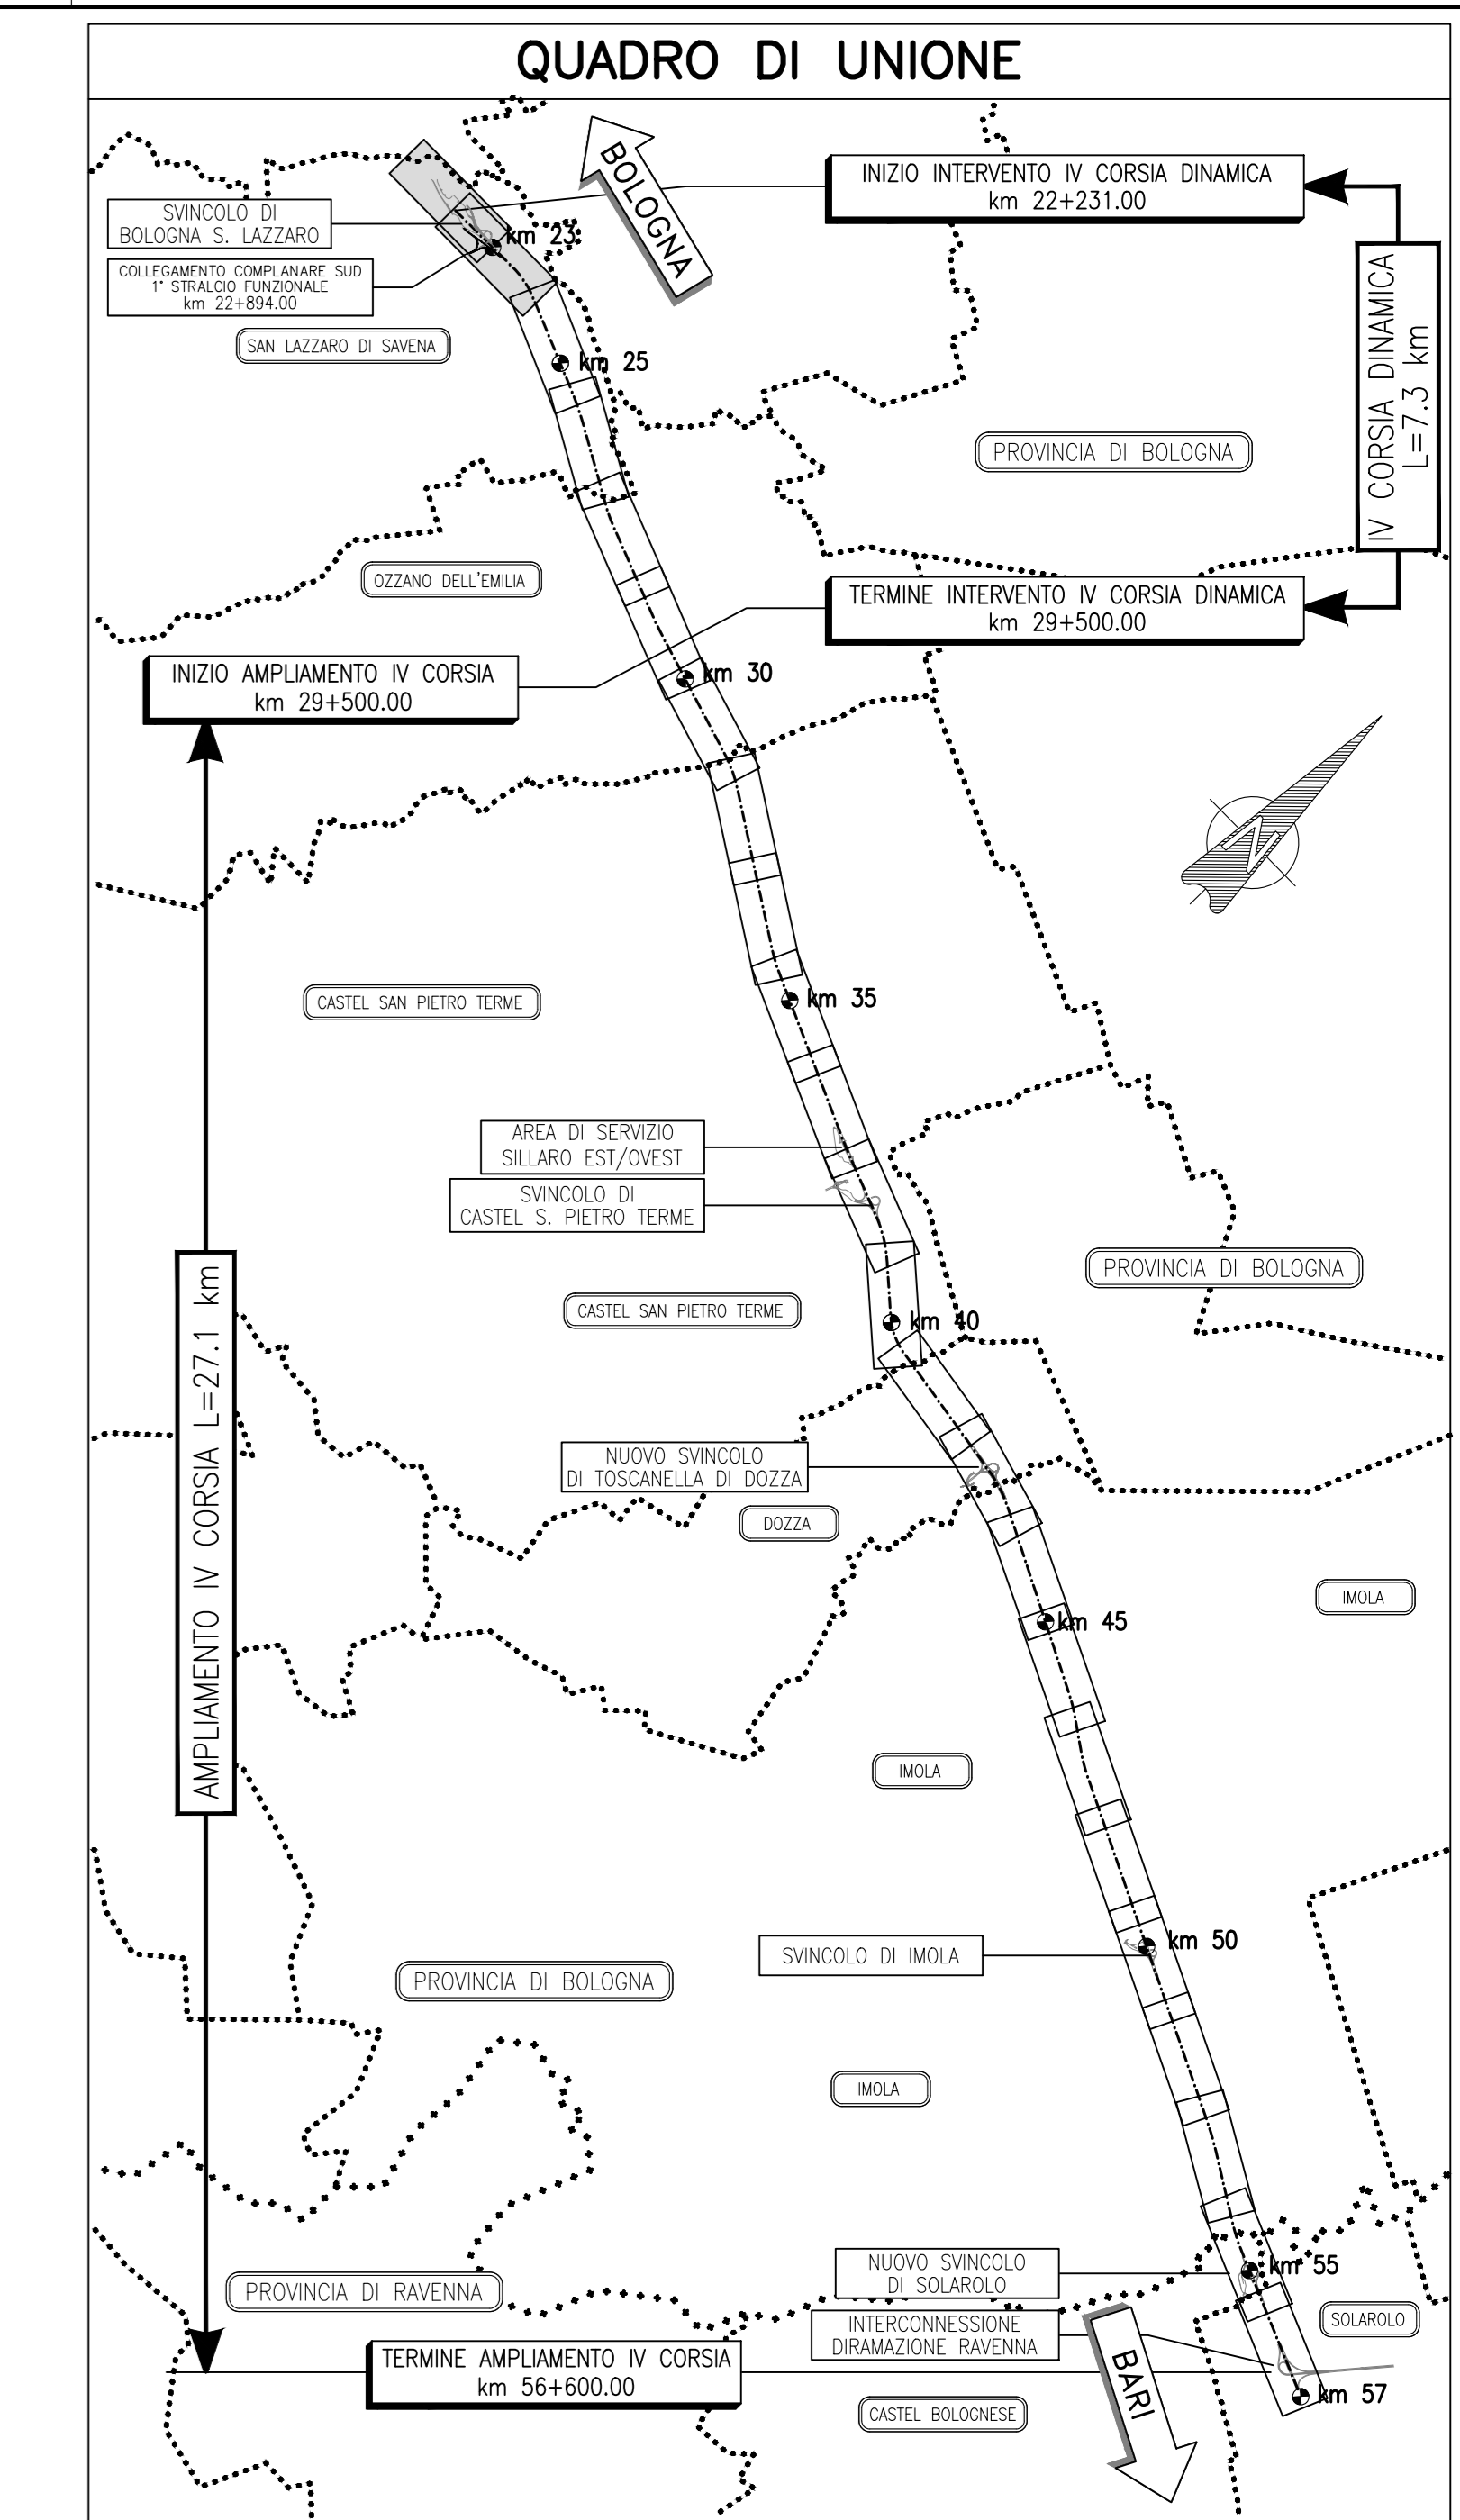 QUADRO DI UNIONE
BOLOGNA
INIZIO INTERVENTO IV CORSIA DINAMICA
km 22+231.00
SVINCOLO DI
BOLOGNA S. LAZZARO
km 23
COLLEGAMENTO COMPLANARE SUD
1° STRALCIO FUNZIONALE
km 22+894.00
SAN LAZZARO DI SAVENA
km 25
IV CORSIA DINAMICA
L=7.3 km
PROVINCIA DI BOLOGNA
OZZANO DELL'EMILIA
TERMINE INTERVENTO IV CORSIA DINAMICA
km 29+500.00
INIZIO AMPLIAMENTO IV CORSIA
km 29+500.00
km 30
N
CASTEL SAN PIETRO TERME
km 35
AREA DI SERVIZIO
SILLARO EST/OVEST
SVINCOLO DI
CASTEL S. PIETRO TERME
PROVINCIA DI BOLOGNA
CASTEL SAN PIETRO TERME
km 40
AMPLIAMENTO IV CORSIA L=27.1 km
NUOVO SVINCOLO
DI TOSCANELLA DI DOZZA
DOZZA
IMOLA
km 45
IMOLA
km 50
SVINCOLO DI IMOLA
PROVINCIA DI BOLOGNA
IMOLA
NUOVO SVINCOLO
DI SOLAROLO
km 55
PROVINCIA DI RAVENNA
SOLAROLO
INTERCONNESSIONE
DIRAMAZIONE RAVENNA
TERMINE AMPLIAMENTO IV CORSIA
km 56+600.00
BARI
km 57
CASTEL BOLOGNESE